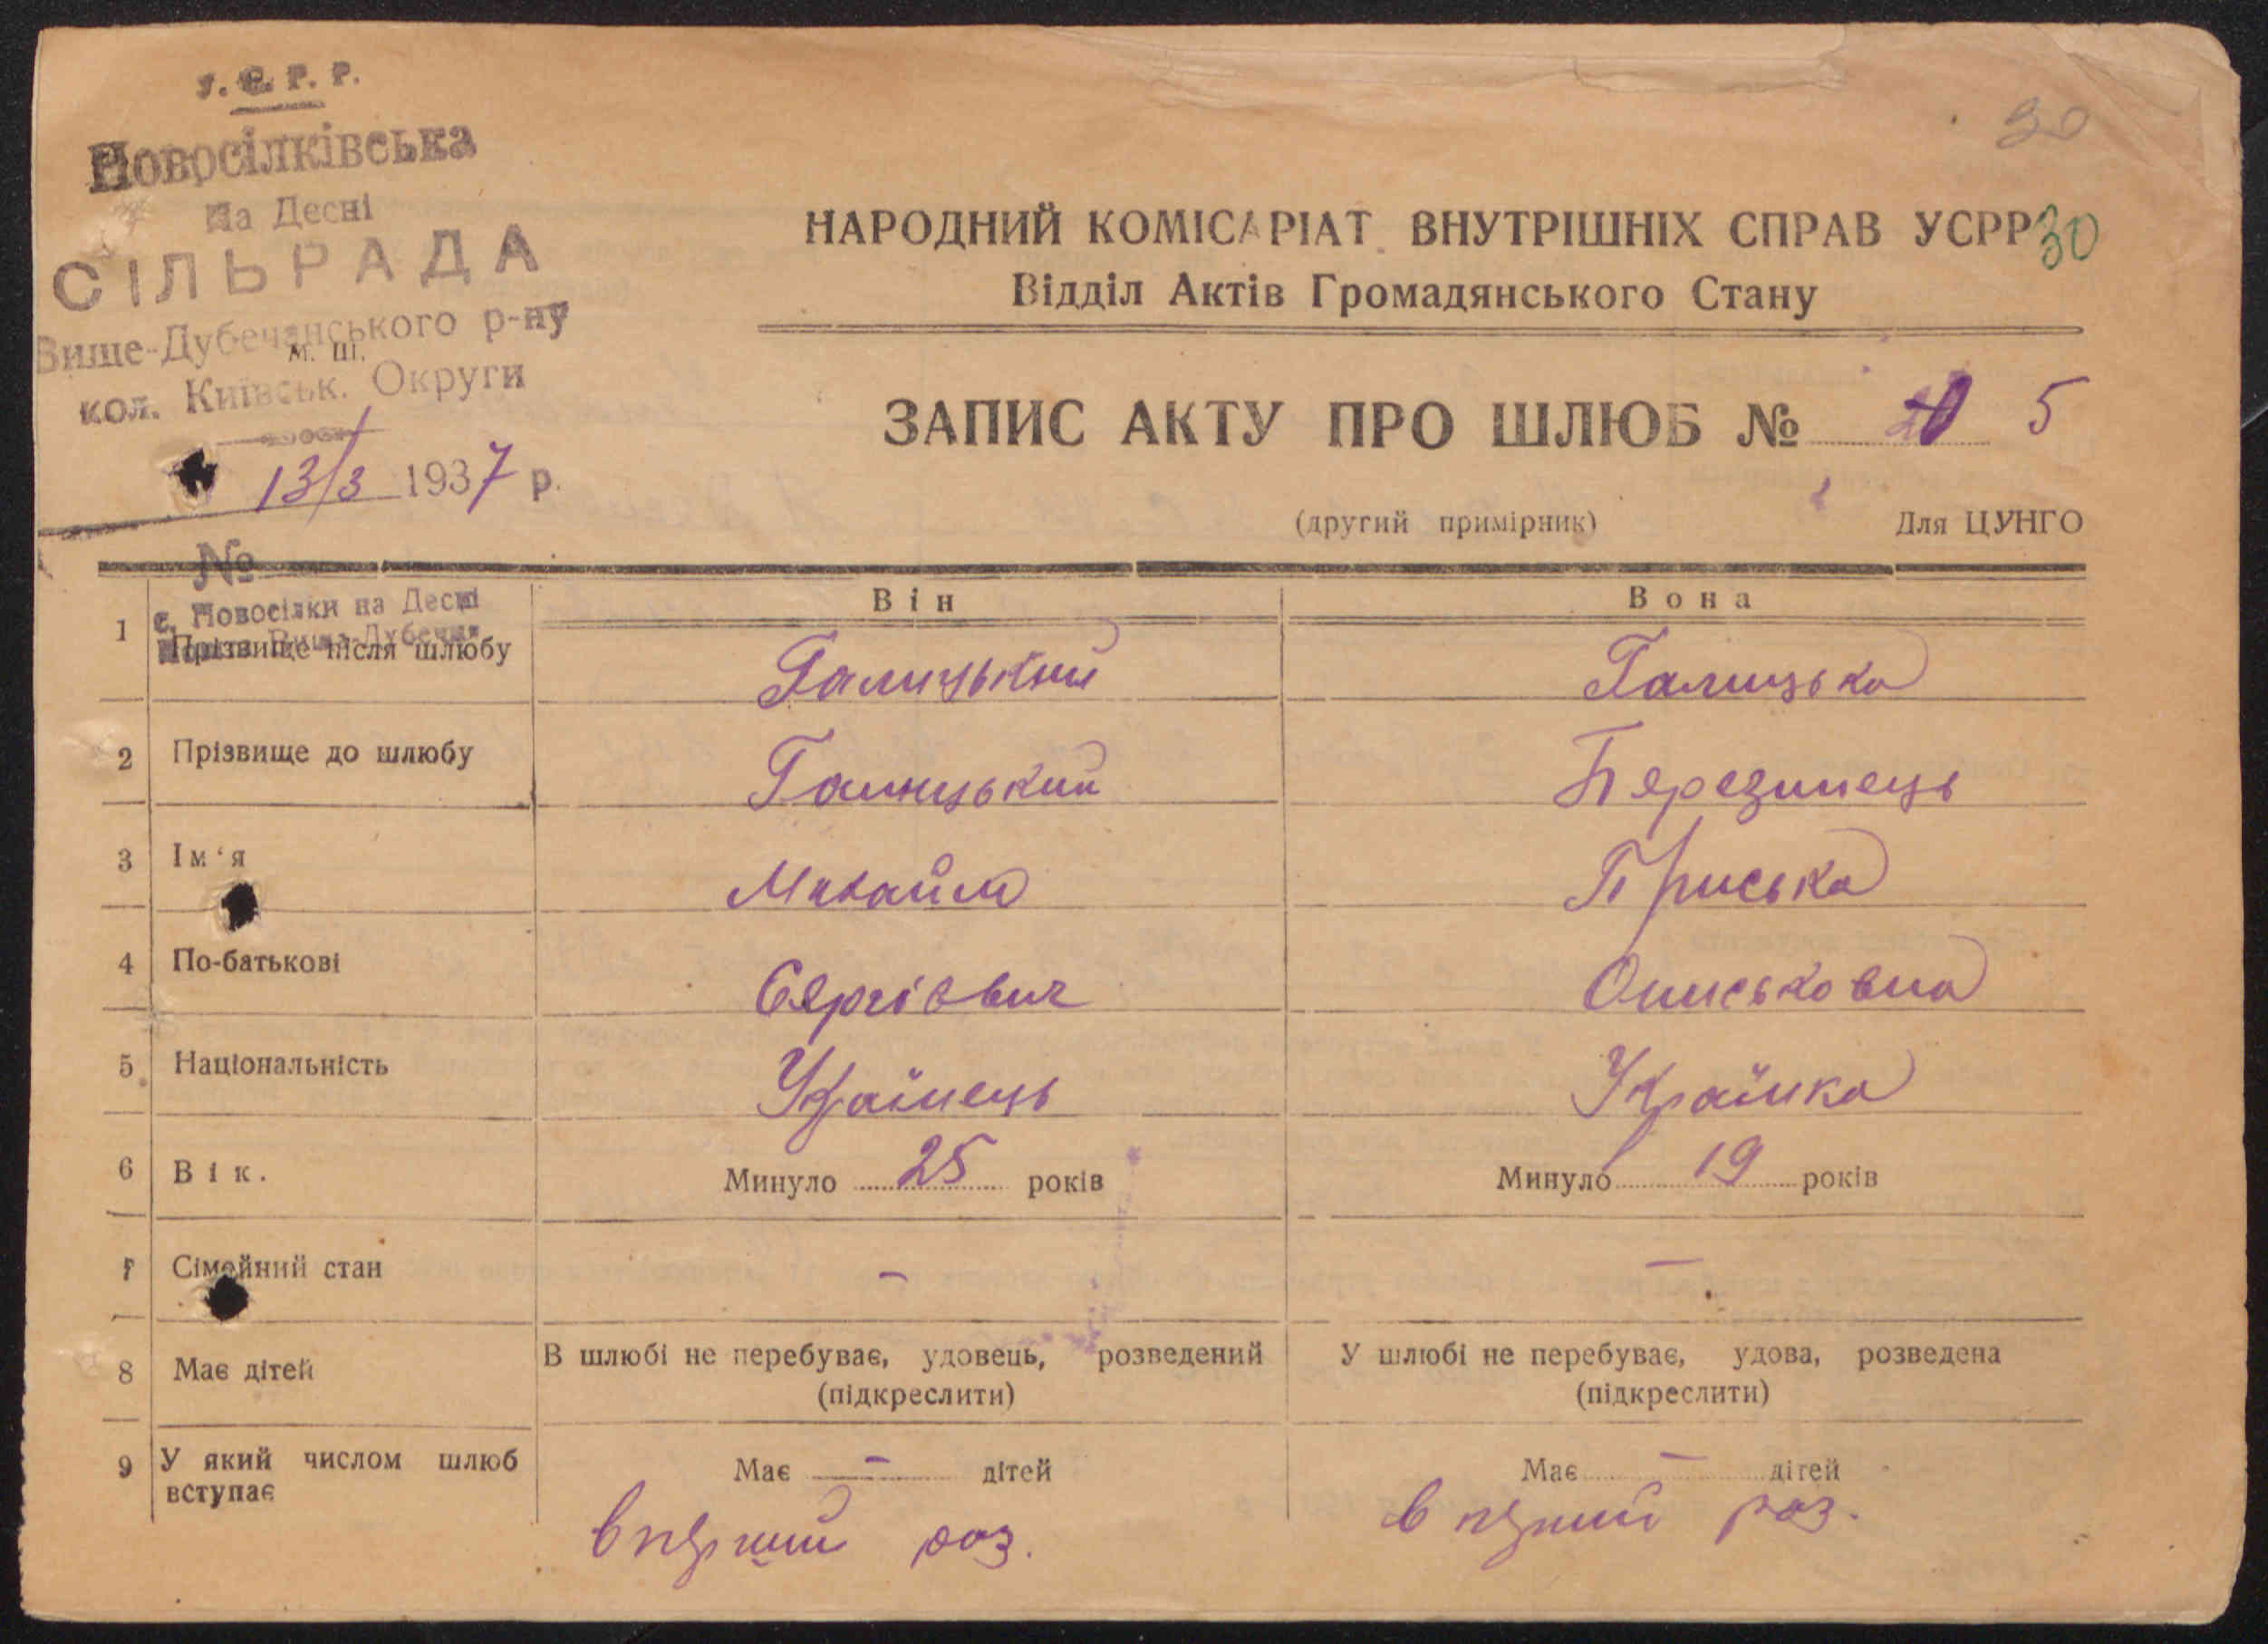 У. С. Р. Р.
Новосілківська
на Десні
СІЛЬРАДА
Вище-Дубечанського р-ну
м. ш.
кол. Київськ. Округи
13/3 1937 р.
№
с. Новосілки на Десні
Вища-Дубечня
30
НАРОДНИЙ КОМІСАРІАТ ВНУТРІШНІХ СПРАВ УСРР 30
Відділ Актів Громадянського Стану
ЗАПИС АКТУ ПРО ШЛЮБ № 5
(другий примірник) Для ЦУНГО
Він Вона
1 Прізвище після шлюбу Галицький Галицька
2 Прізвище до шлюбу Галицький Березинець
3 Ім'я Михайло Приська
4 По-батькові Сергієвич Ониськовна
5 Національність Українець Українка
6 Вік. Минуло 25 років Минуло 19 років
7 Сімейний стан – –
8 Має дітей В шлюбі не перебуває, удовець, розведений У шлюбі не перебуває, удова, розведена
(підкреслити) (підкреслити)
9 У який числом шлюб вступає Має – дітей Має – дітей
в перший раз. в перший раз.